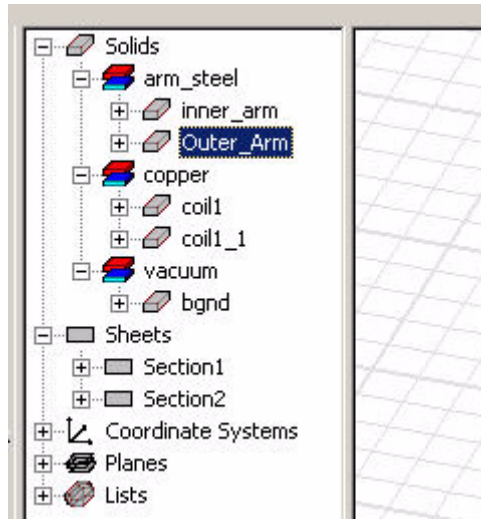 Solids
arm_steel
inner_arm
Outer_Arm
copper
coil1
coil1_1
vacuum
bgnd
Sheets
Section1
Section2
Coordinate Systems
Planes
Lists